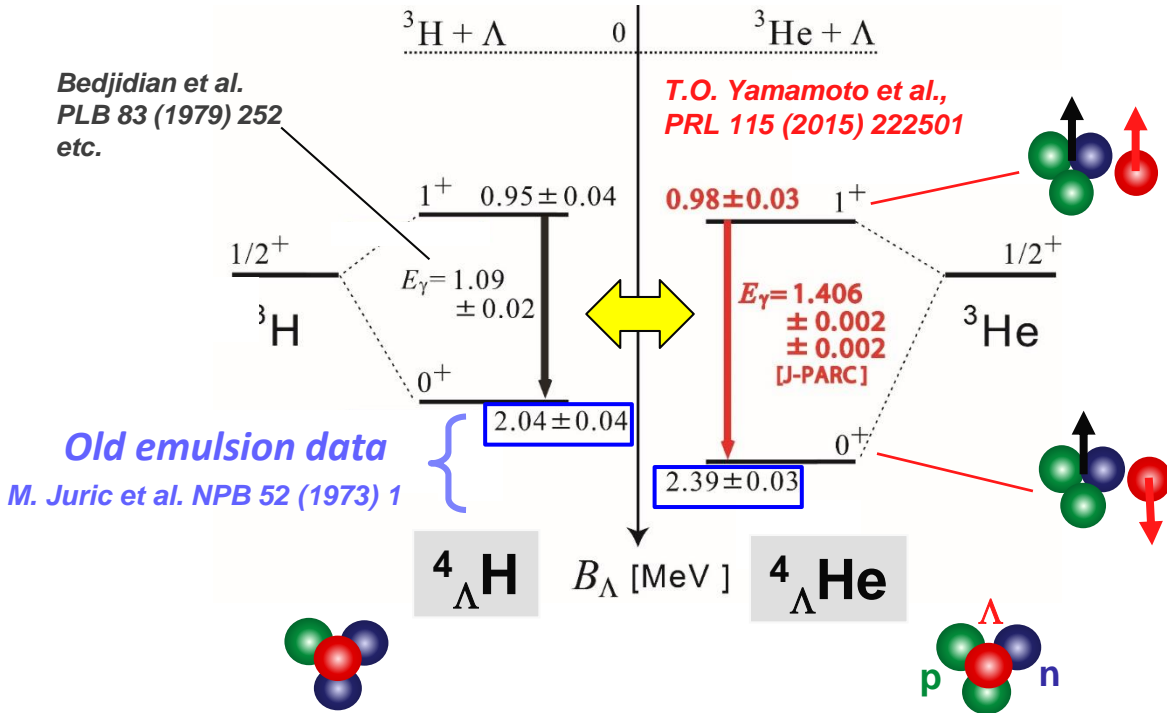 ³H + Λ
0
³He + Λ
Bedjidian et al.
PLB 83 (1979) 252
etc.
T.O. Yamamoto et al.,
PRL 115 (2015) 222501
1⁺
0.95 ± 0.04
0.98 ± 0.03
1⁺
1/2⁺
1/2⁺
Eγ= 1.09
± 0.02
Eγ= 1.406
± 0.002
± 0.002
[J-PARC]
³H
³He
0⁺
2.04 ± 0.04
0⁺
2.39 ± 0.03
Old emulsion data
M. Juric et al. NPB 52 (1973) 1
⁴ΛH
BΛ [MeV]
⁴ΛHe
Λ
p
n